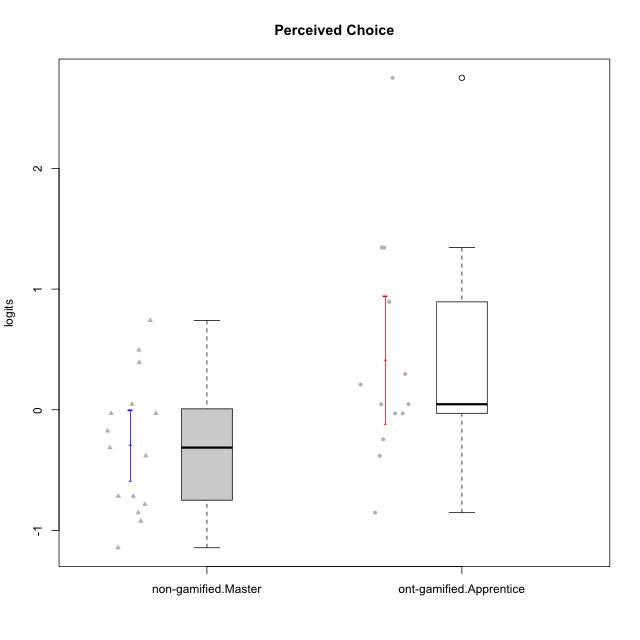 Perceived Choice
logits
2
1
0
-1
non-gamified.Master
ont-gamified.Apprentice